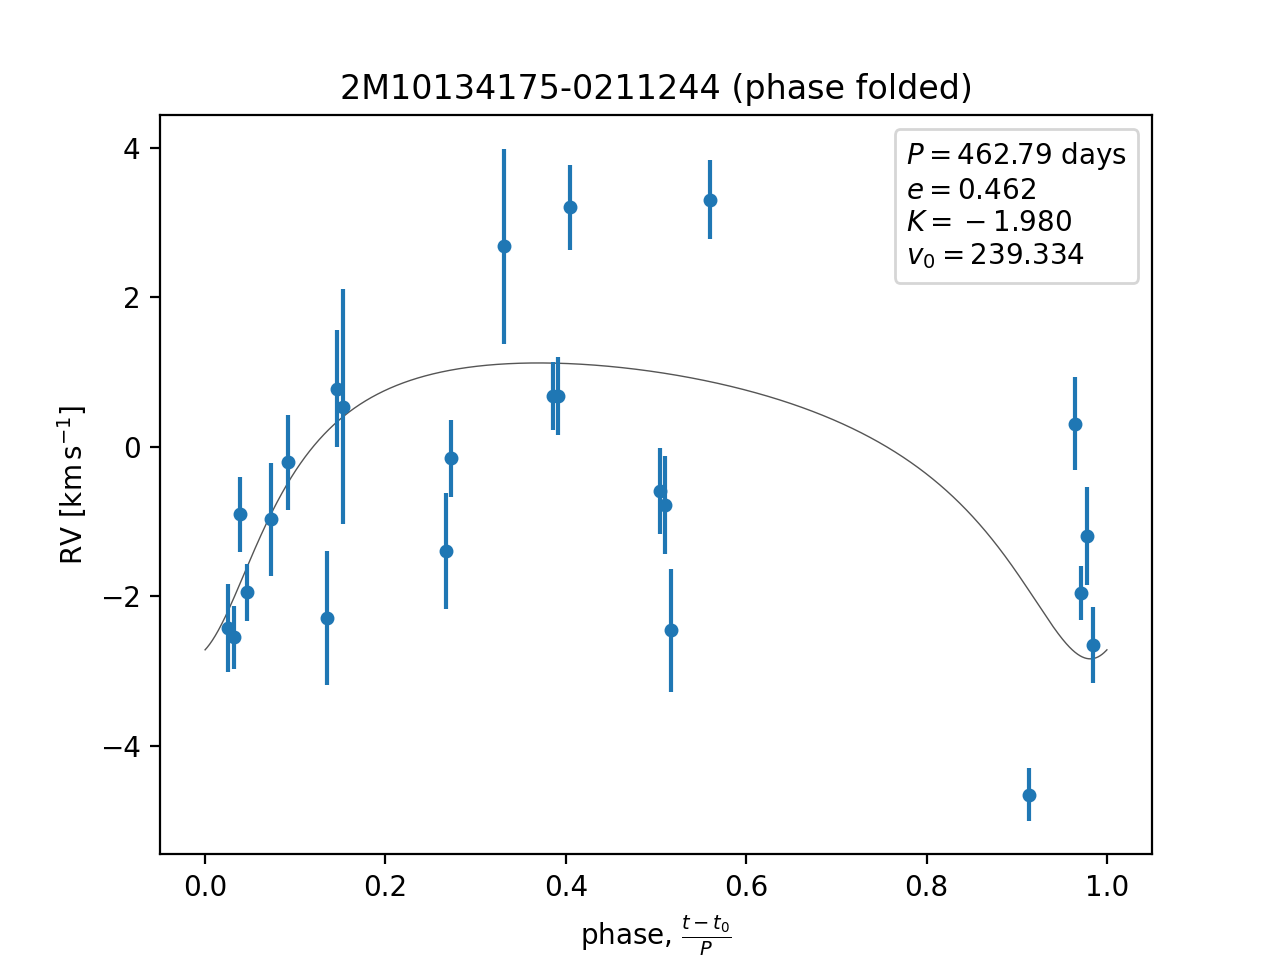 2M10134175-0211244 (phase folded)
P = 462.79 days
e = 0.462
K = −1.980
v₀ = 239.334
4
2
0
−2
−4
RV [km s⁻¹]
0.0 0.2 0.4 0.6 0.8 1.0
phase, (t − t₀)/P